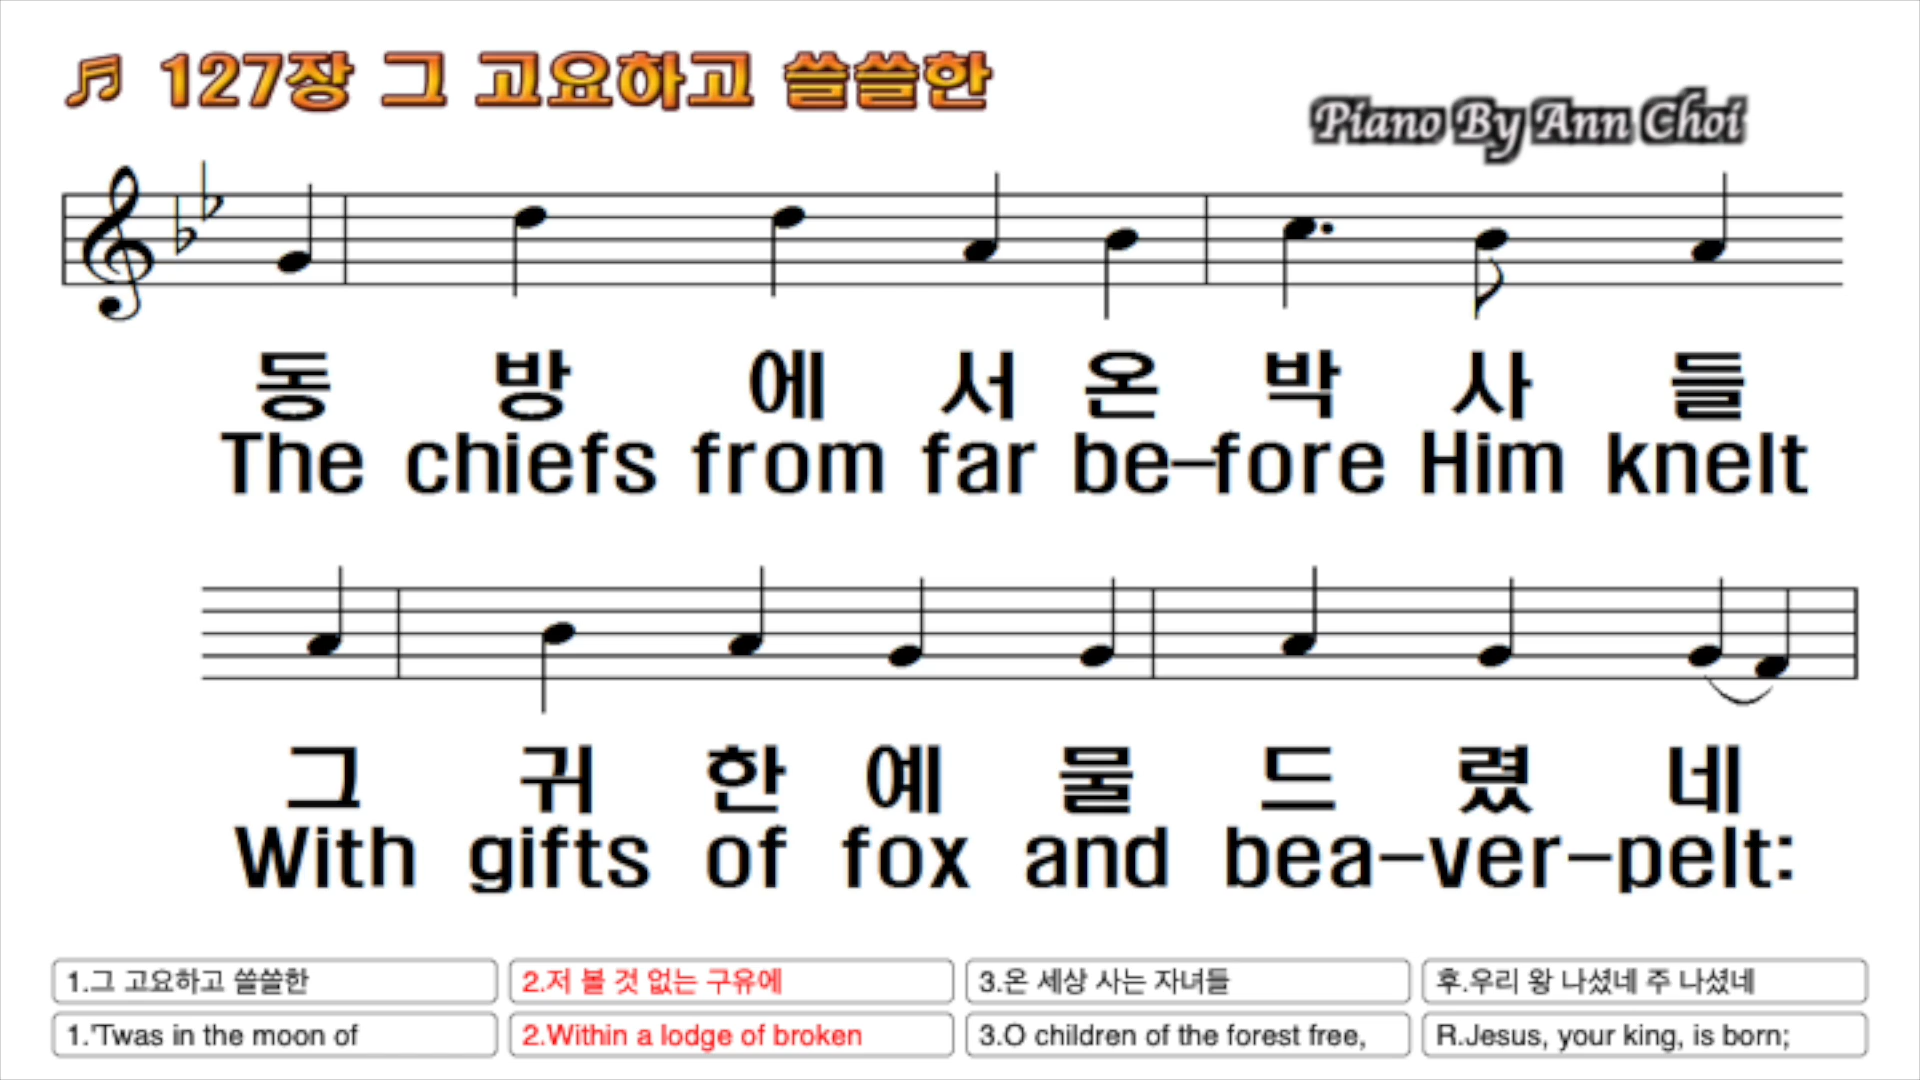 ♫ 127장 그 고요하고 쓸쓸한
Piano By Ann Choi
동 방 에 서 온 박 사 들
The chiefs from far be-fore Him knelt
그 귀 한 예 물 드 렸 네
With gifts of fox and bea-ver-pelt:
1.그 고요하고 쓸쓸한
2.저 볼 것 없는 구유에
3.온 세상 사는 자녀들
후.우리 왕 나셨네 주 나셨네
1.'Twas in the moon of
2.Within a lodge of broken
3.O children of the forest free,
R.Jesus, your king, is born;